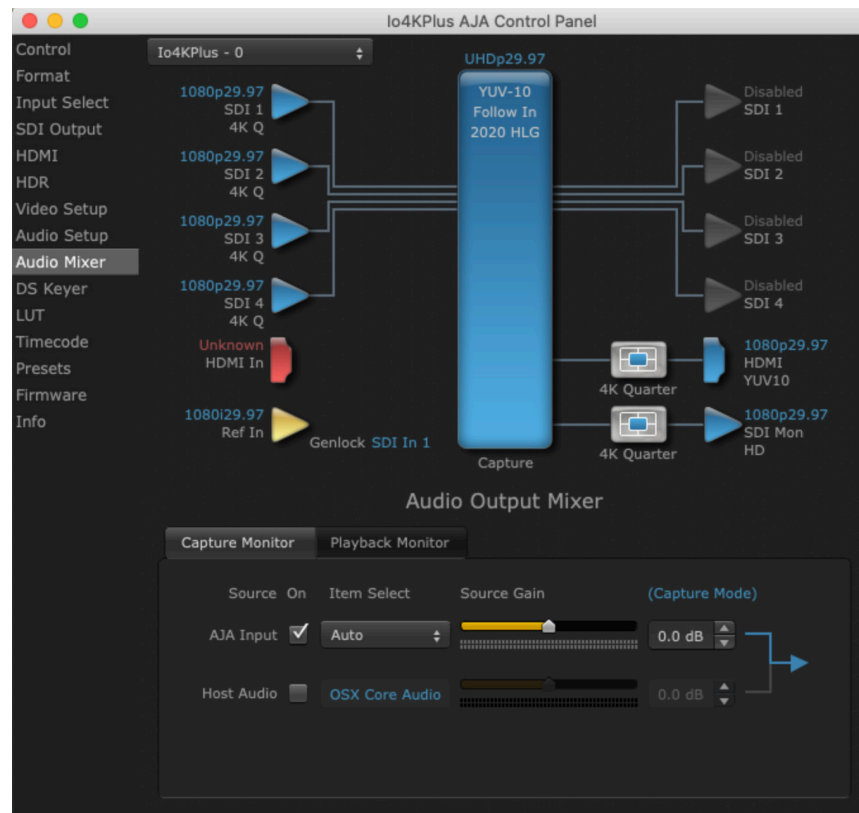 Io4KPlus AJA Control Panel
Control
Format
Input Select
SDI Output
HDMI
HDR
Video Setup
Audio Setup
Audio Mixer
DS Keyer
LUT
Timecode
Presets
Firmware
Info
Io4KPlus - 0
1080p29.97
SDI 1
4K Q
1080p29.97
SDI 2
4K Q
1080p29.97
SDI 3
4K Q
1080p29.97
SDI 4
4K Q
Unknown
HDMI In
1080i29.97
Ref In
Genlock SDI In 1
UHDp29.97
YUV-10
Follow In
2020 HLG
Capture
Disabled
SDI 1
Disabled
SDI 2
Disabled
SDI 3
Disabled
SDI 4
4K Quarter
1080p29.97
HDMI
YUV10
4K Quarter
1080p29.97
SDI Mon
HD
Audio Output Mixer
Capture Monitor Playback Monitor
Source On Item Select Source Gain (Capture Mode)
AJA Input Auto 0.0 dB
Host Audio OSX Core Audio 0.0 dB